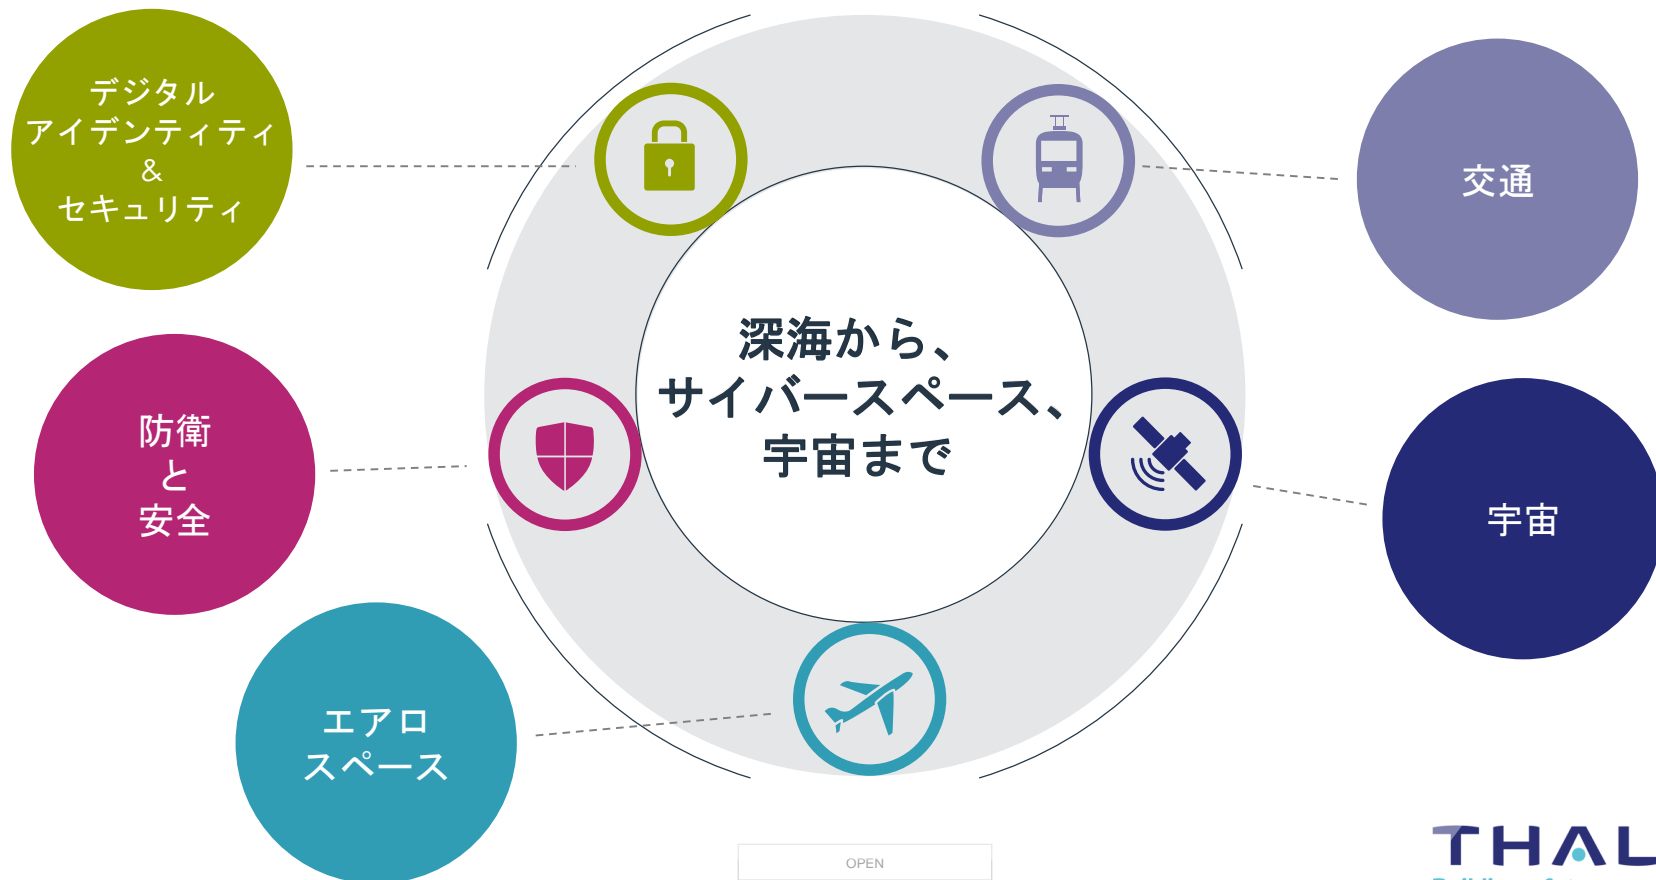 デジタル
アイデンティティ
&
セキュリティ
交通
深海から、
サイバースペース、
宇宙まで
防衛
と
安全
宇宙
エアロ
スペース
OPEN
THAL